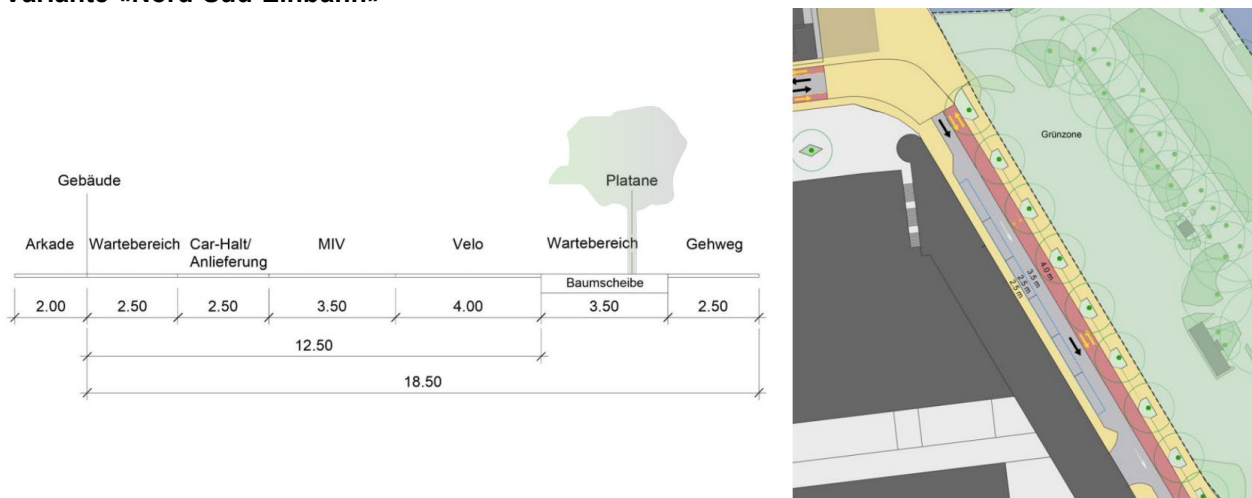 Variante «Nord-Süd Einbahn»
Gebäude
Platane
Arkade
Wartebereich
Car-Halt/
Anlieferung
MIV
Velo
Wartebereich
Gehweg
Baumscheibe
2.00
2.50
2.50
3.50
4.00
3.50
2.50
12.50
18.50
Grünzone
4.0 m
3.5 m
2.5 m
2.5 m